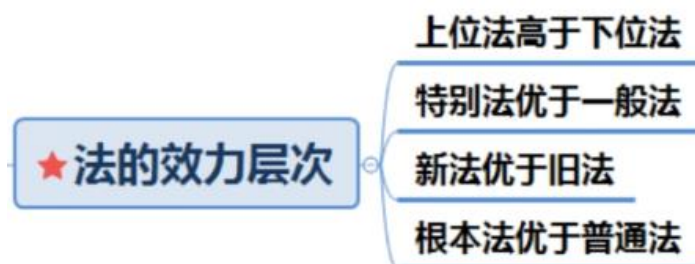 法的效力层次
上位法高于下位法
特别法优于一般法
新法优于旧法
根本法优于普通法